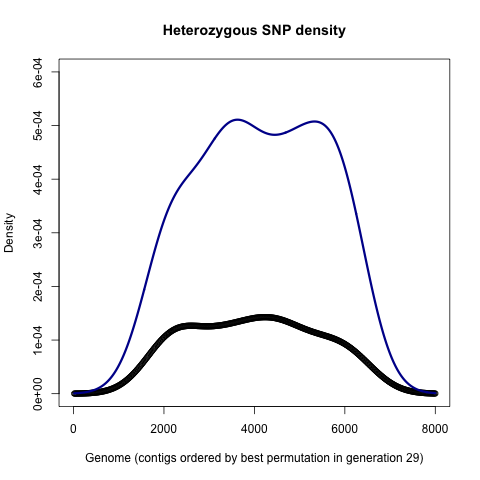 Heterozygous SNP density
Density
6e-04
5e-04
4e-04
3e-04
2e-04
1e-04
0e+00
0 2000 4000 6000 8000
Genome (contigs ordered by best permutation in generation 29)